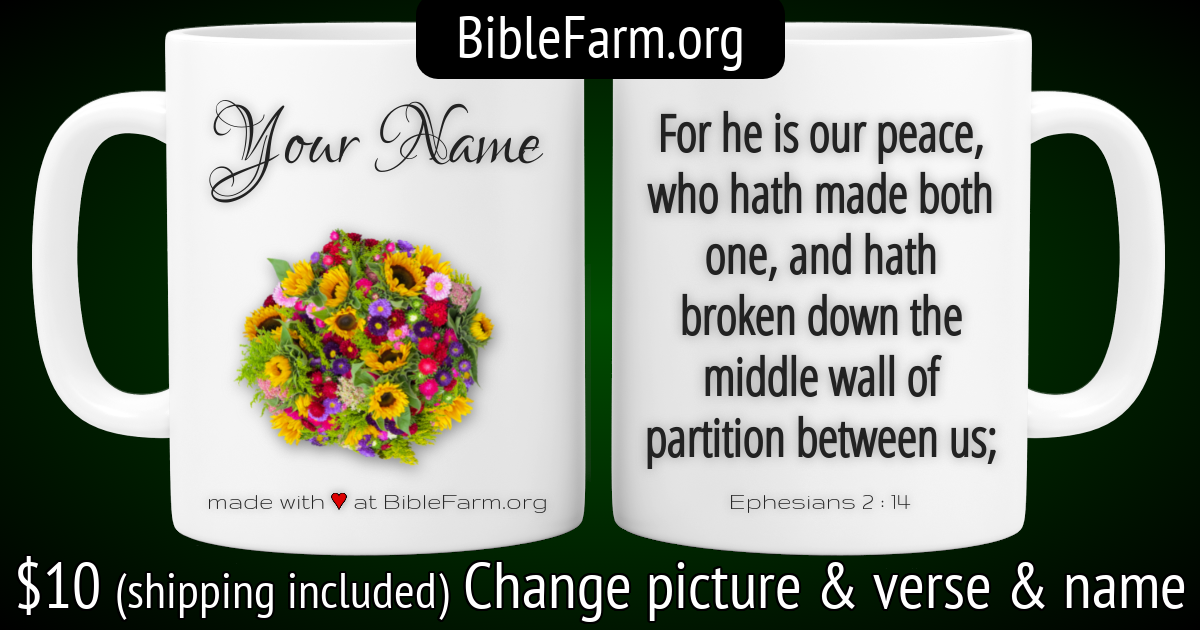 BibleFarm.org
Your Name
made with ♥ at BibleFarm.org
For he is our peace,
who hath made both
one, and hath
broken down the
middle wall of
partition between us;
Ephesians 2 : 14
$10 (shipping included) Change picture & verse & name